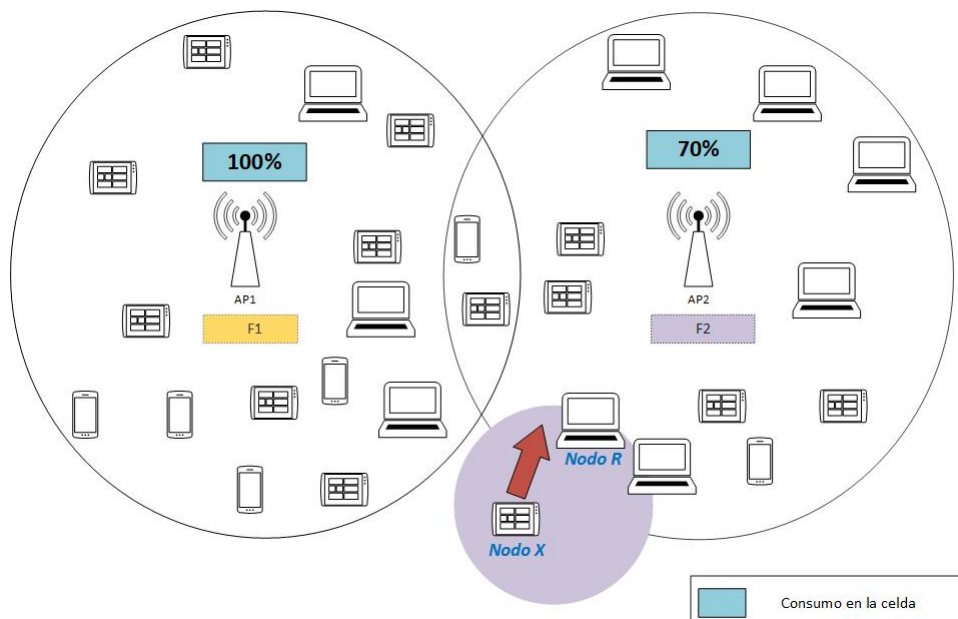 100%
70%
AP1
AP2
F1
F2
Nodo R
Nodo X
Consumo en la celda